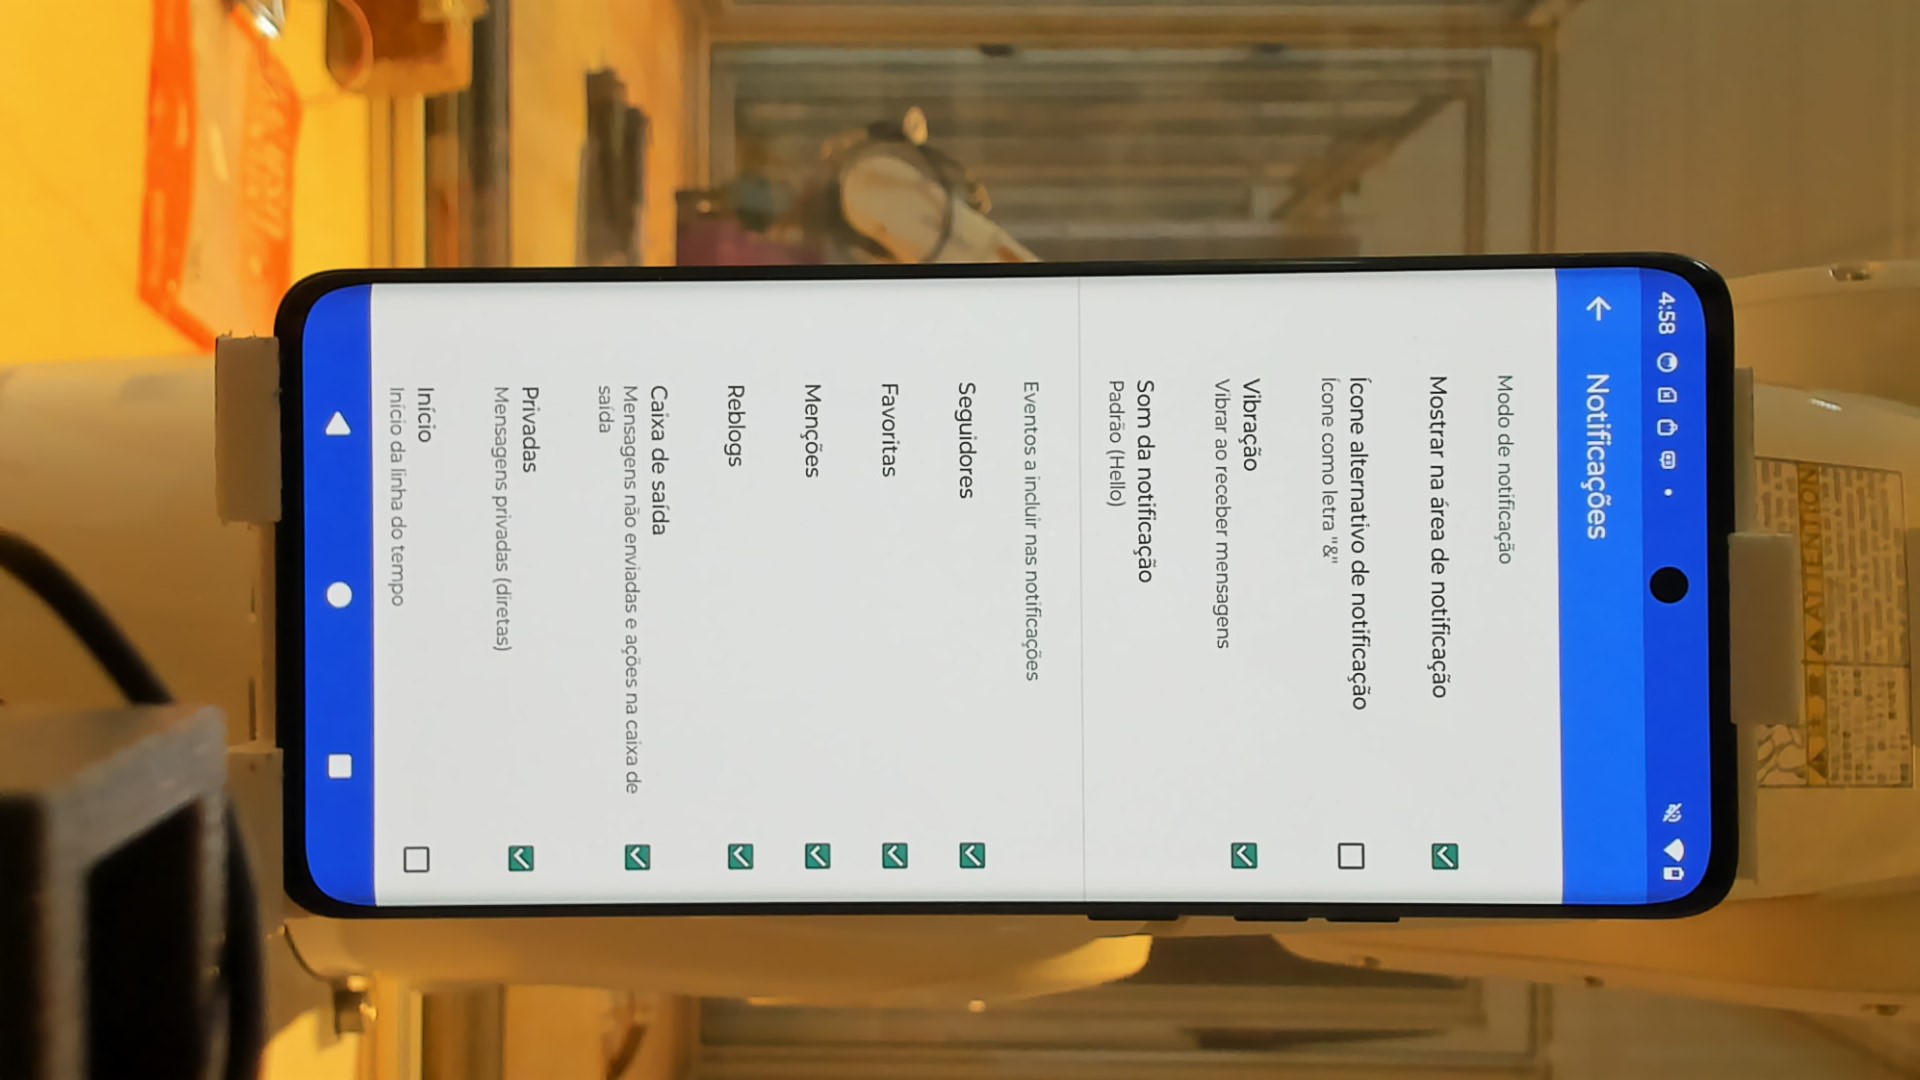 4:58
Notificações
Modo de notificação
Mostrar na área de notificação
Ícone alternativo de notificação
Ícone como letra "&"
Vibração
Vibrar ao receber mensagens
Som da notificação
Padrão (Hello)
Eventos a incluir nas notificações
Seguidores
Favoritas
Menções
Reblogs
Caixa de saída
Mensagens não enviadas e ações na caixa de
saída
Privadas
Mensagens privadas (diretas)
Início
Início da linha do tempo
ATTENTION